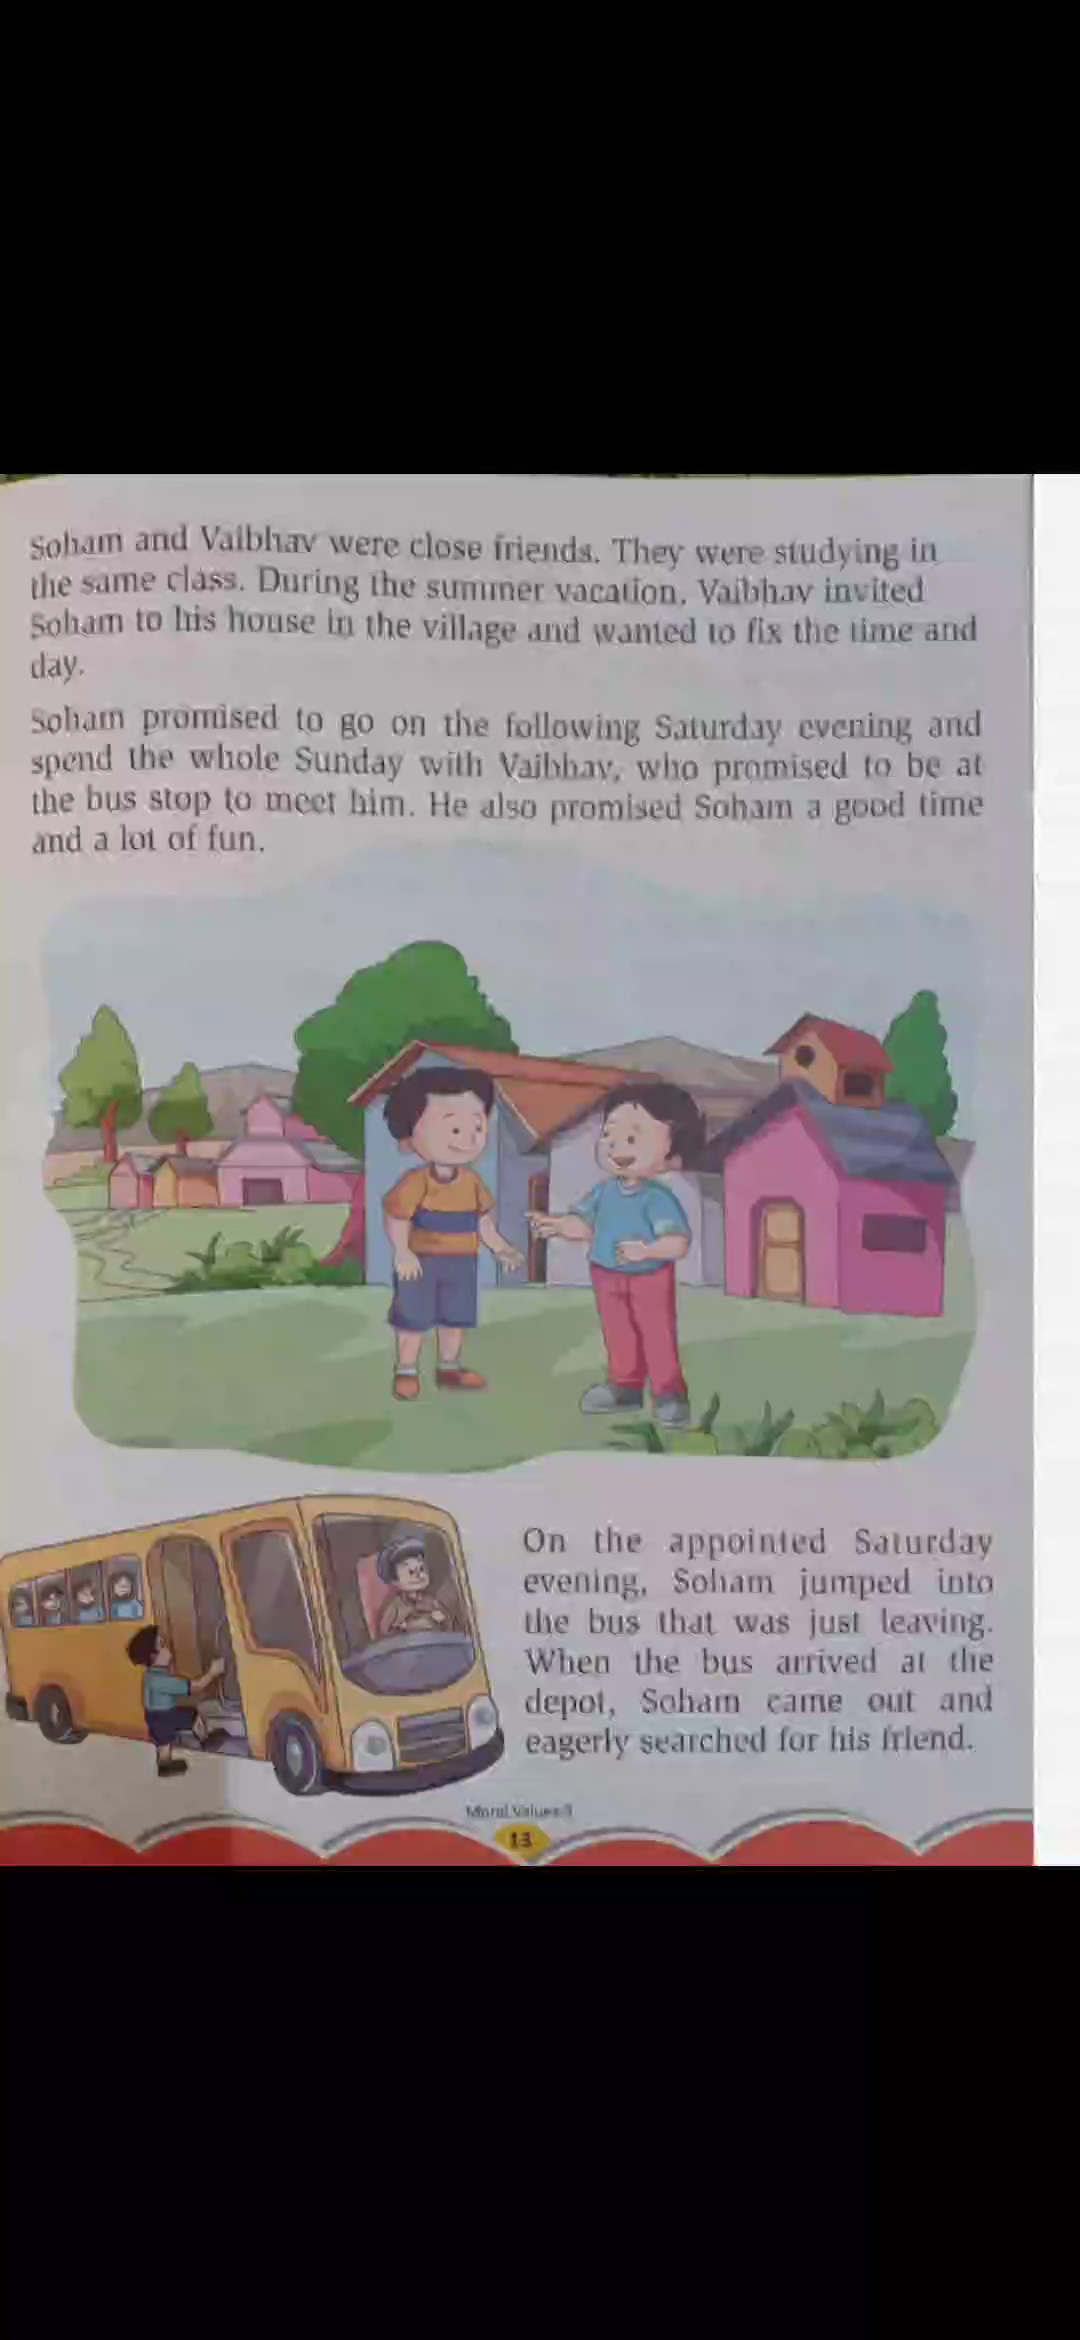 Soham and Vaibhav were close friends. They were studying in
the same class. During the summer vacation, Vaibhav invited
Soham to his house in the village and wanted to fix the time and
day.
Soham promised to go on the following Saturday evening and
spend the whole Sunday with Vaibhav, who promised to be at
the bus stop to meet him. He also promised Soham a good time
and a lot of fun.
On the appointed Saturday
evening, Soham jumped into
the bus that was just leaving.
When the bus arrived at the
depot, Soham came out and
eagerly searched for his friend.
Moral Values-3
13